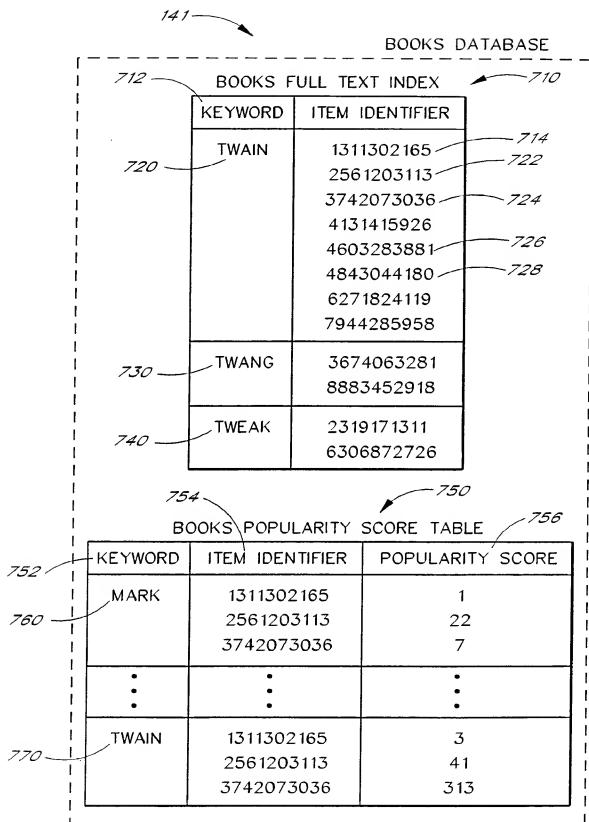 141
BOOKS DATABASE
712 BOOKS FULL TEXT INDEX 710
KEYWORD ITEM IDENTIFIER
TWAIN 1311302165 714
720 2561203113 722
3742073036 724
4131415926
4603283881 726
4843044180 728
6271824119
7944285958
TWANG 3674063281
730 8883452918
TWEAK 2319171311
740 6306872726
754 750
BOOKS POPULARITY SCORE TABLE 756
752 KEYWORD ITEM IDENTIFIER POPULARITY SCORE
MARK 1311302165 1
760 2561203113 22
3742073036 7
TWAIN 1311302165 3
770 2561203113 41
3742073036 313